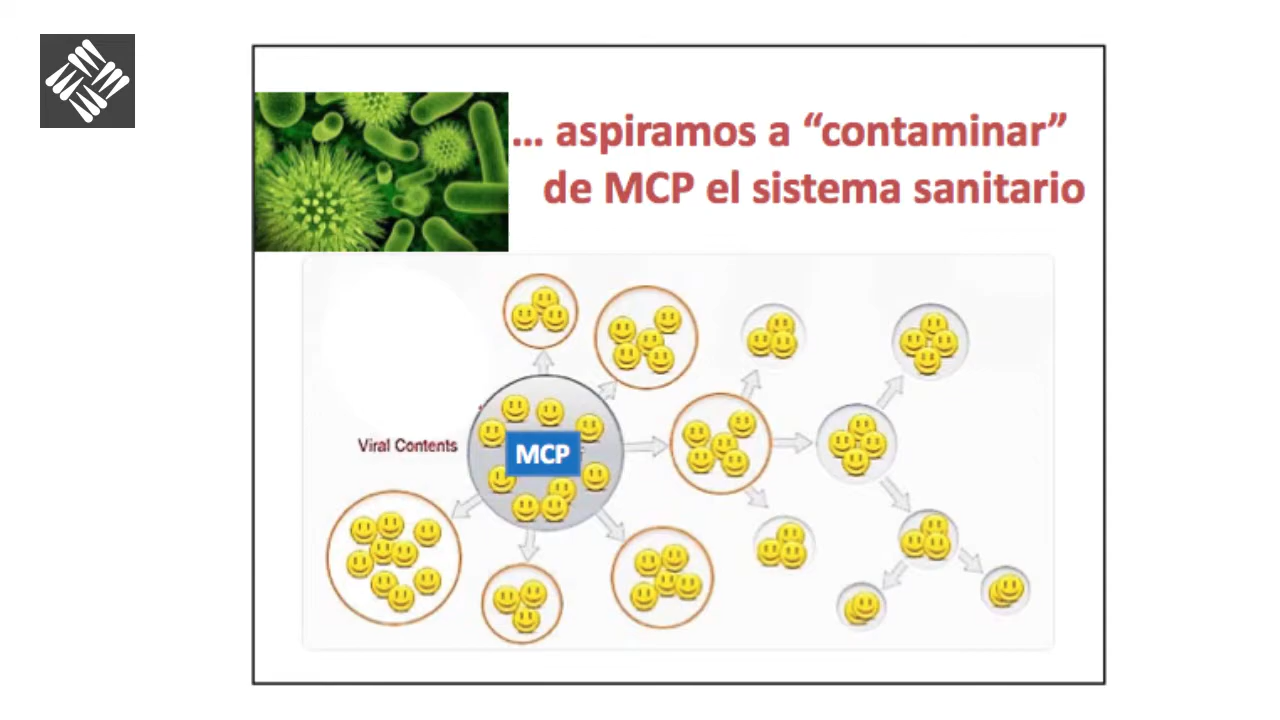 ... aspiramos a “contaminar”
de MCP el sistema sanitario
Viral Contents
MCP